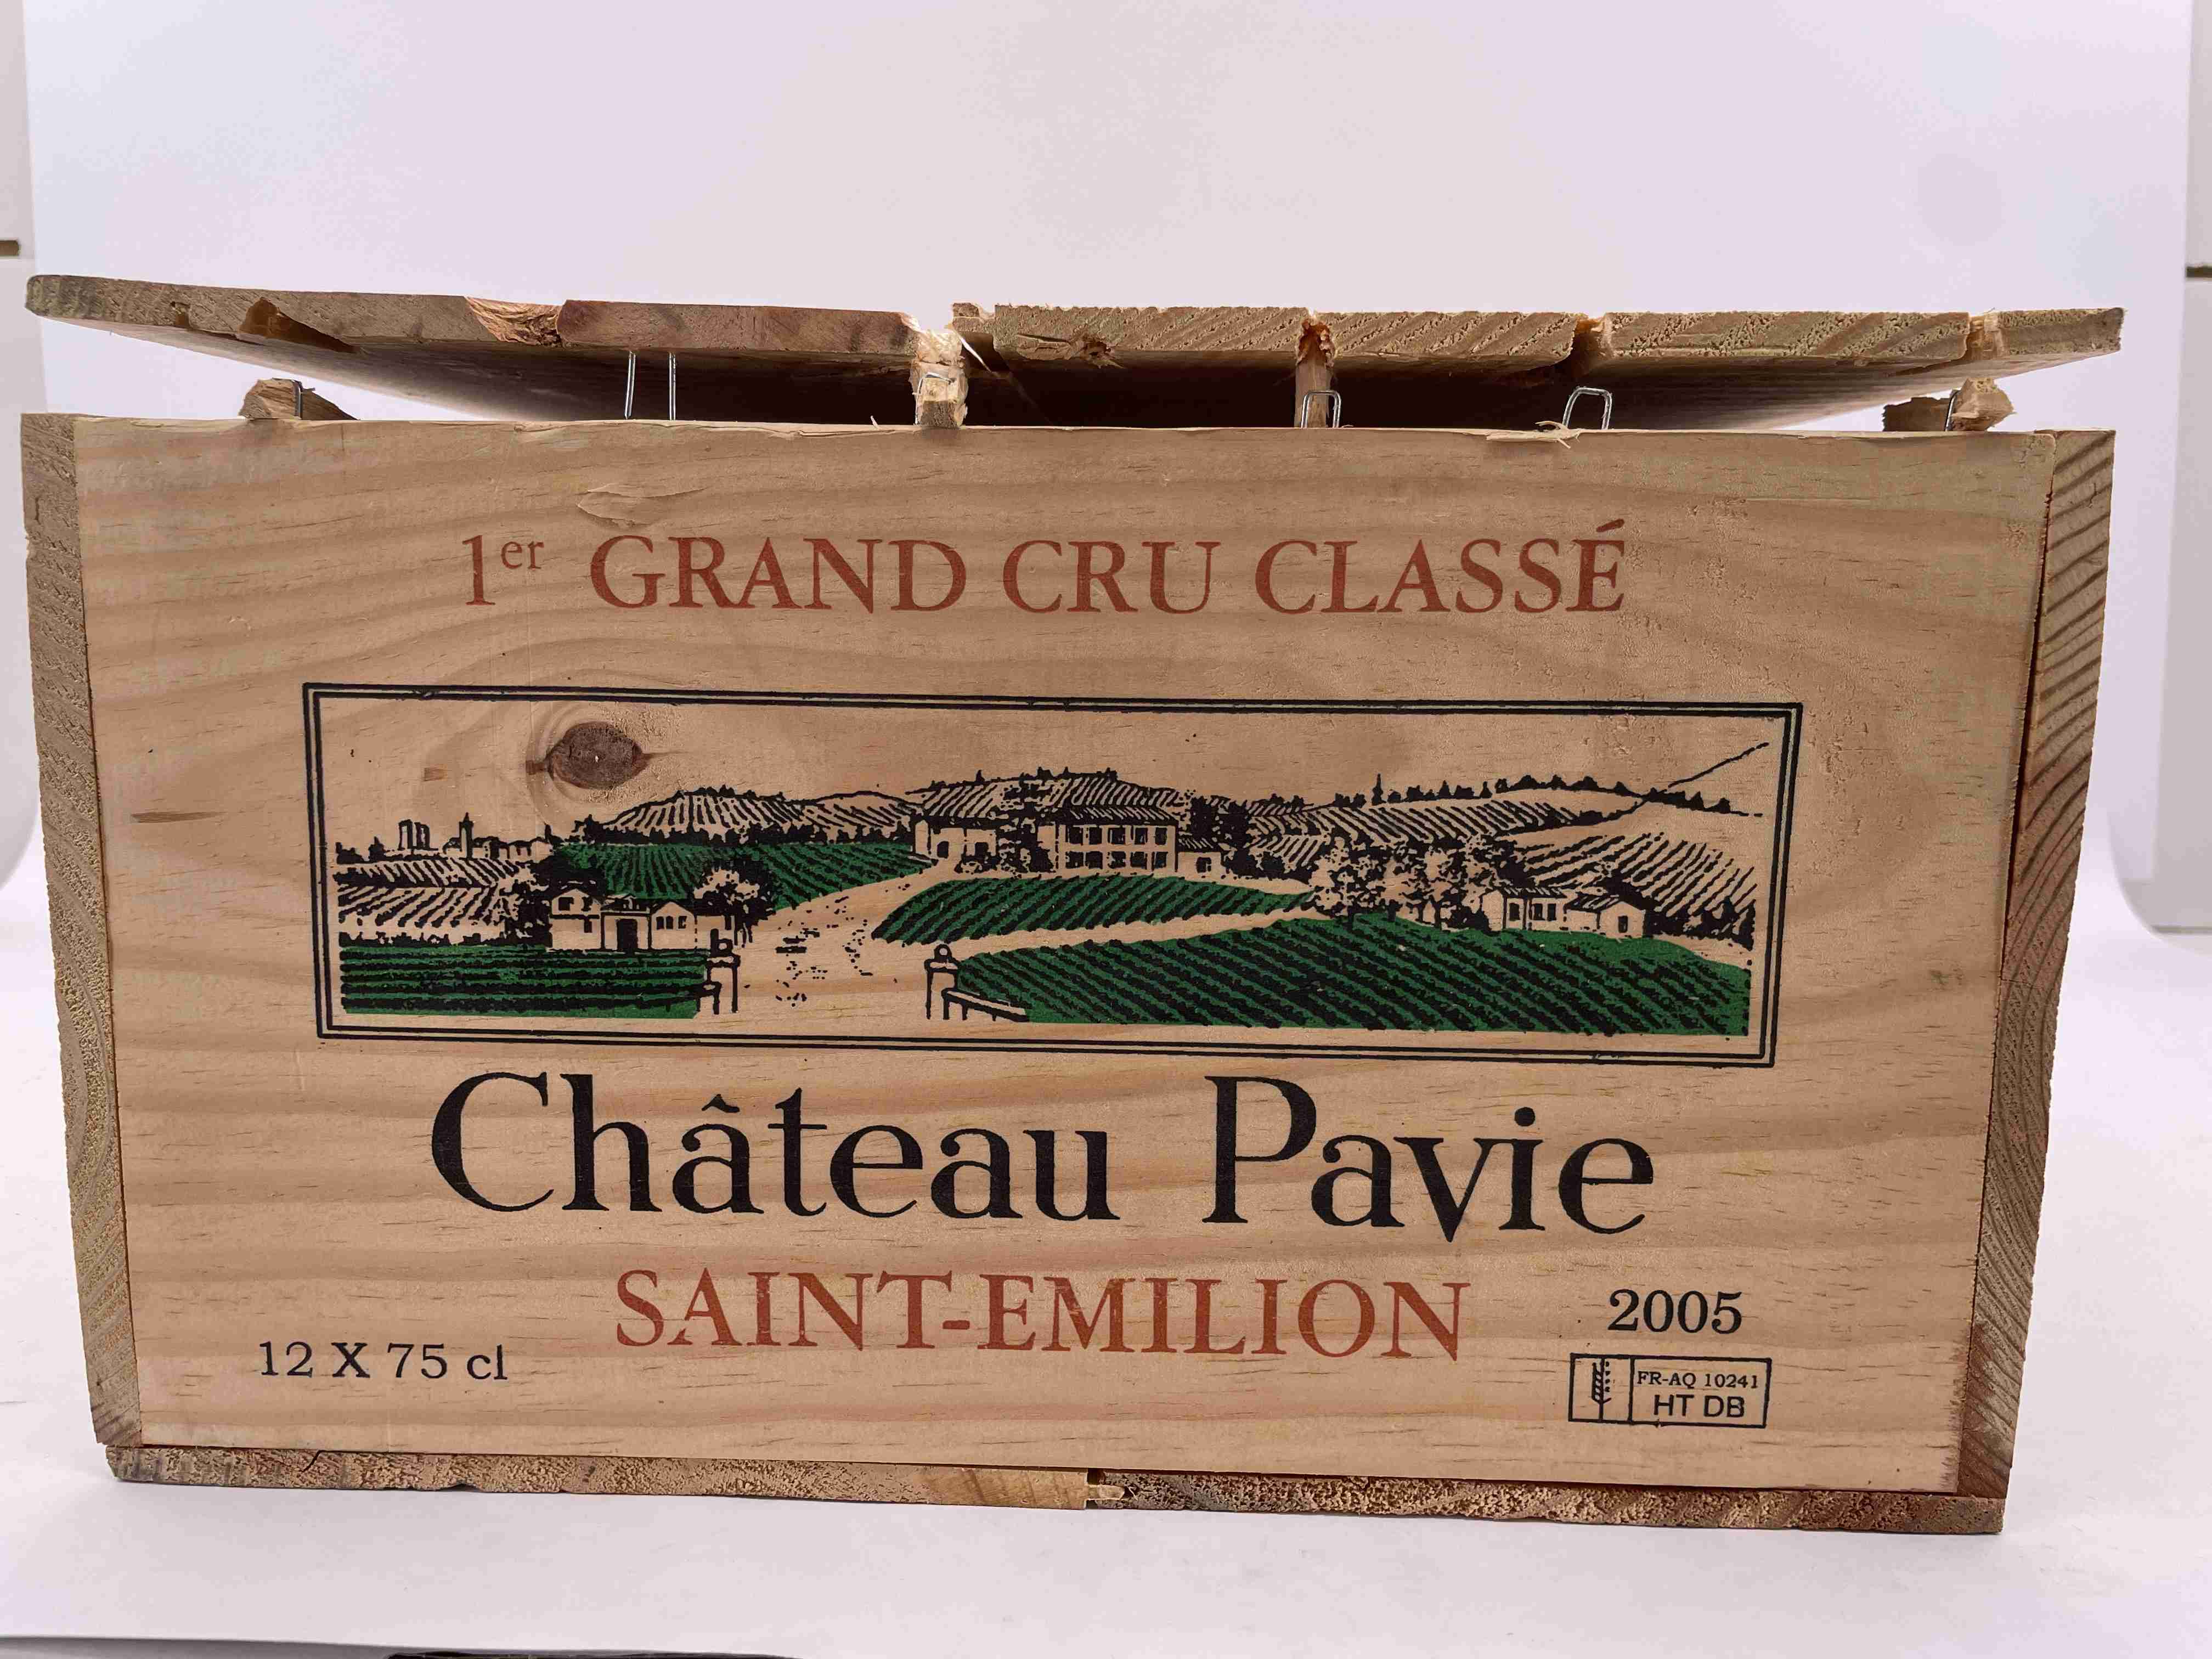 1er GRAND CRU CLASSÉ
Château Pavie
SAINT-EMILION
2005
12 X 75 cl
FR-AQ 10241
HT DB